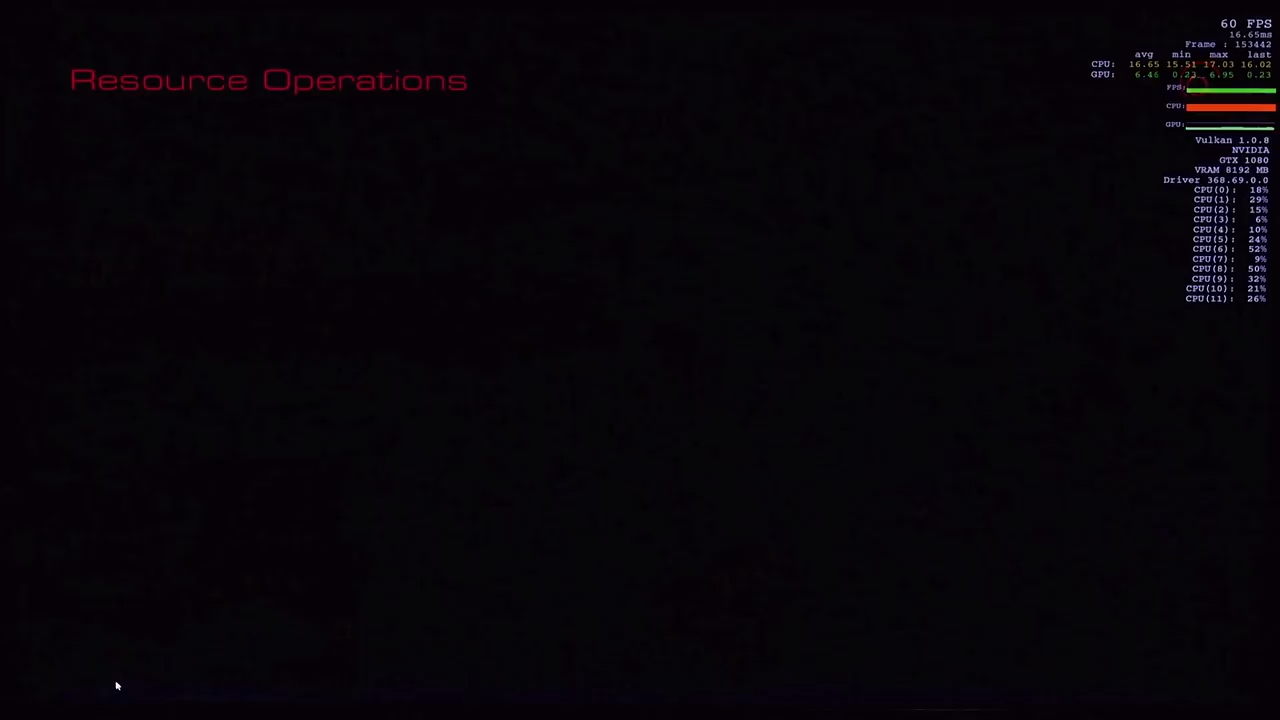 Resource Operations
60 FPS
16.65ms
Frame : 153442
avg min max last
CPU: 16.65 15.51 17.03 16.02
GPU: 6.46 0.23 6.95 0.23
FPS:
CPU:
GPU:
Vulkan 1.0.8
NVIDIA
GTX 1080
VRAM 8192 MB
Driver 368.69.0.0
CPU(0): 18%
CPU(1): 29%
CPU(2): 15%
CPU(3): 6%
CPU(4): 10%
CPU(5): 24%
CPU(6): 52%
CPU(7): 9%
CPU(8): 50%
CPU(9): 32%
CPU(10): 21%
CPU(11): 26%